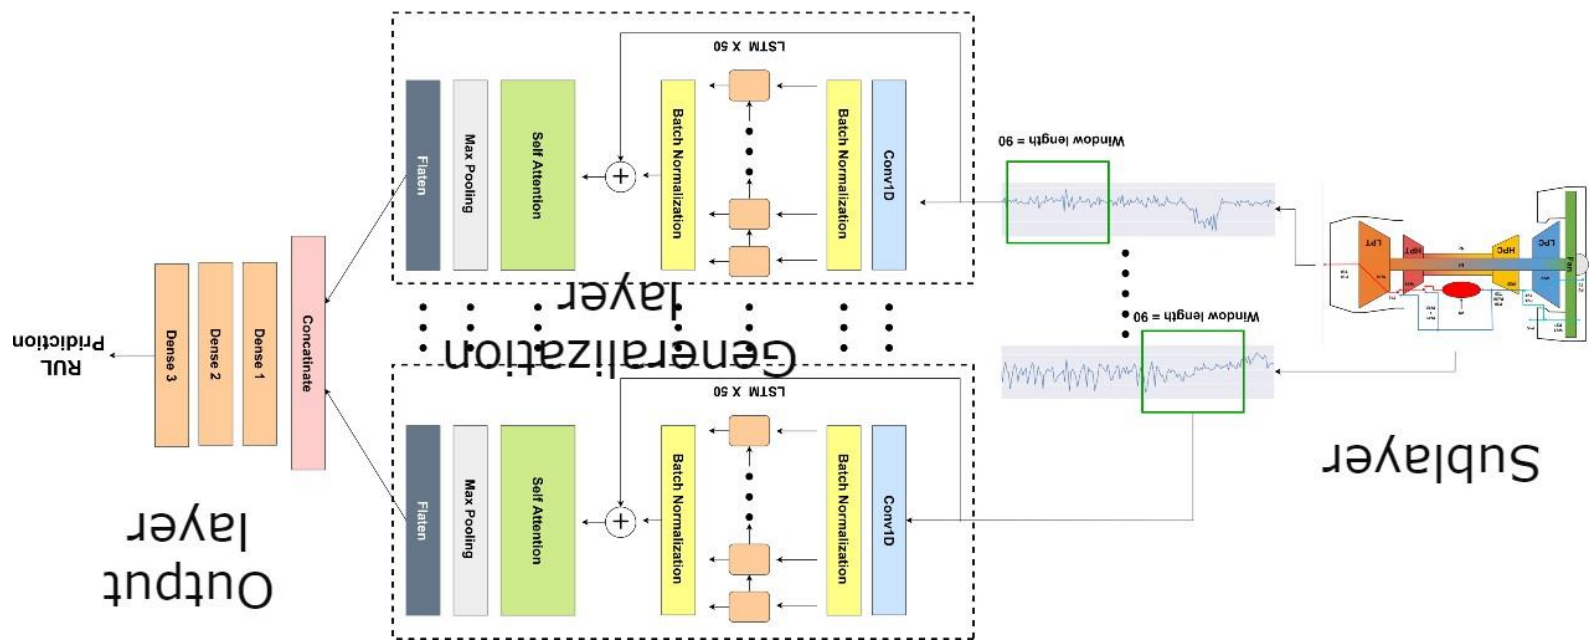 Sublayer
Fan
LPC
HPC
HPT
LPT
Window length = 90
Window length = 90
Conv1D
Batch Normalization
LSTM X 50
Batch Normalization
Self Attention
Max Pooling
Flaten
Generalization
layer
Conv1D
Batch Normalization
LSTM X 50
Batch Normalization
Self Attention
Max Pooling
Flaten
Output
layer
Concatinate
Dense 1
Dense 2
Dense 3
RUL
Pridiction